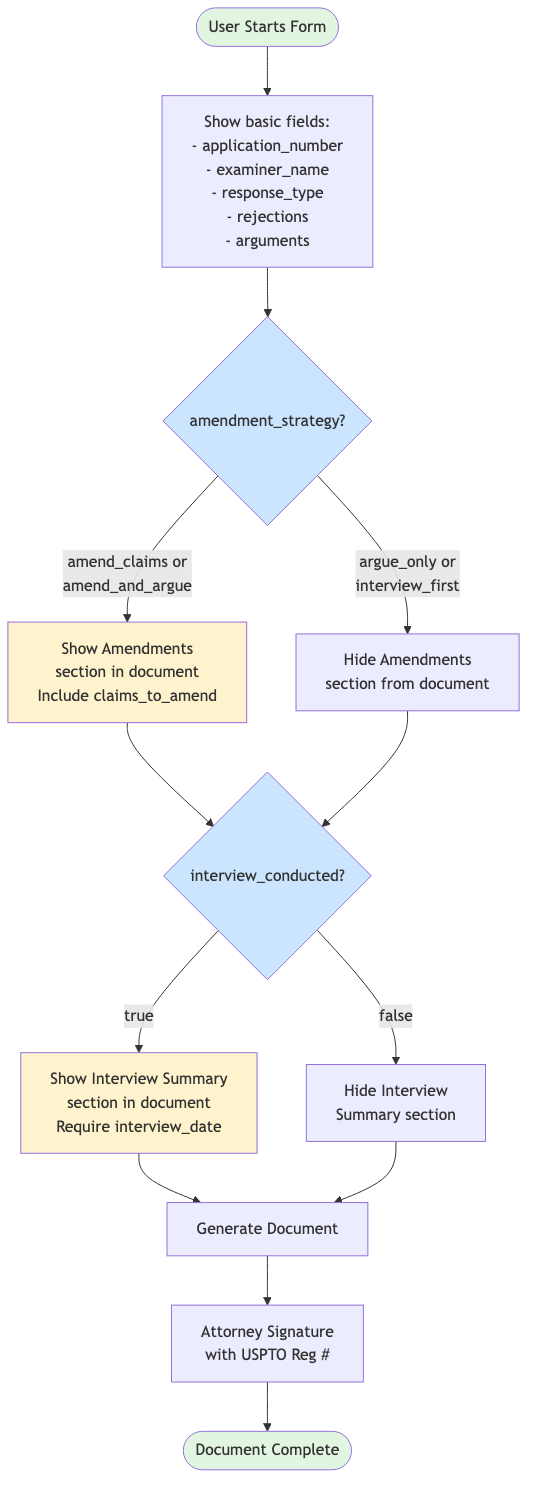 User Starts Form
Show basic fields:
- application_number
- examiner_name
- response_type
- rejections
- arguments
amendment_strategy?
amend_claims or
amend_and_argue
argue_only or
interview_first
Show Amendments
section in document
Include claims_to_amend
Hide Amendments
section from document
interview_conducted?
true
false
Show Interview Summary
section in document
Require interview_date
Hide Interview
Summary section
Generate Document
Attorney Signature
with USPTO Reg #
Document Complete